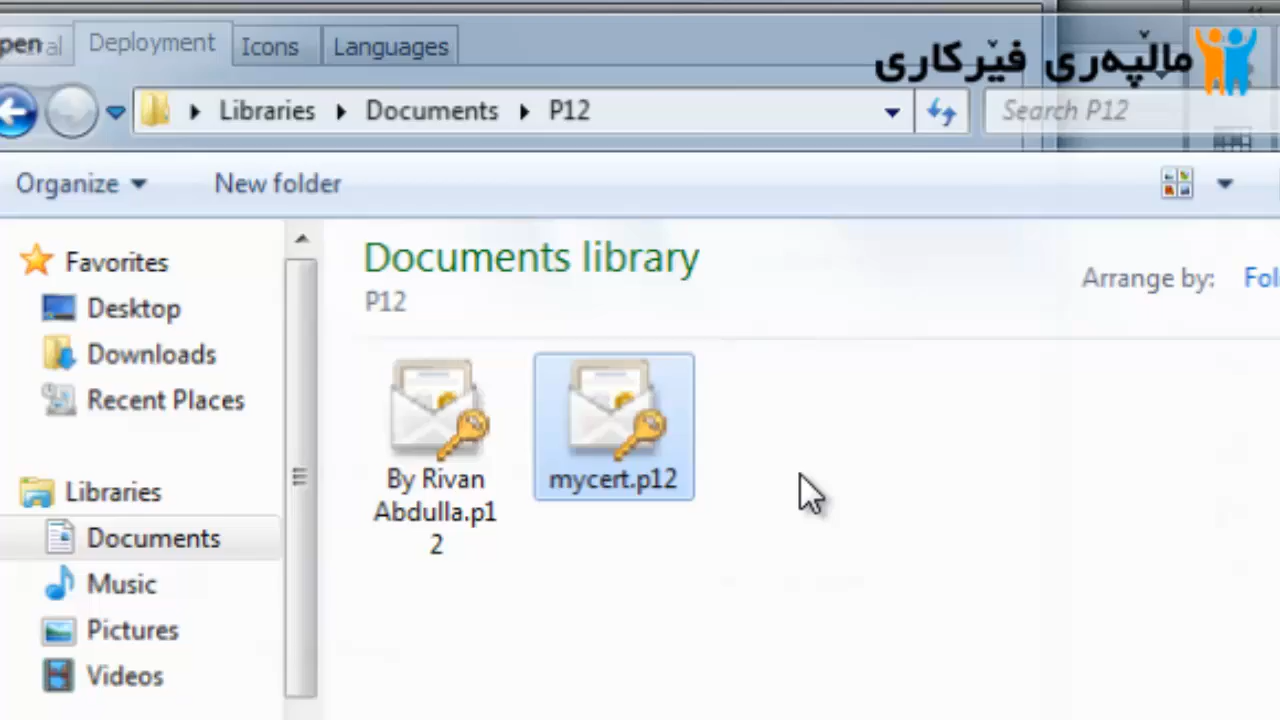 Deployment
Icons
Languages
ماڵپەڕی فێرکاری
Libraries
Documents
P12
Search P12
Organize
New folder
Documents library
P12
Arrange by:
Favorites
Desktop
Downloads
Recent Places
Libraries
Documents
Music
Pictures
Videos
By Rivan
Abdulla.p1
2
mycert.p12